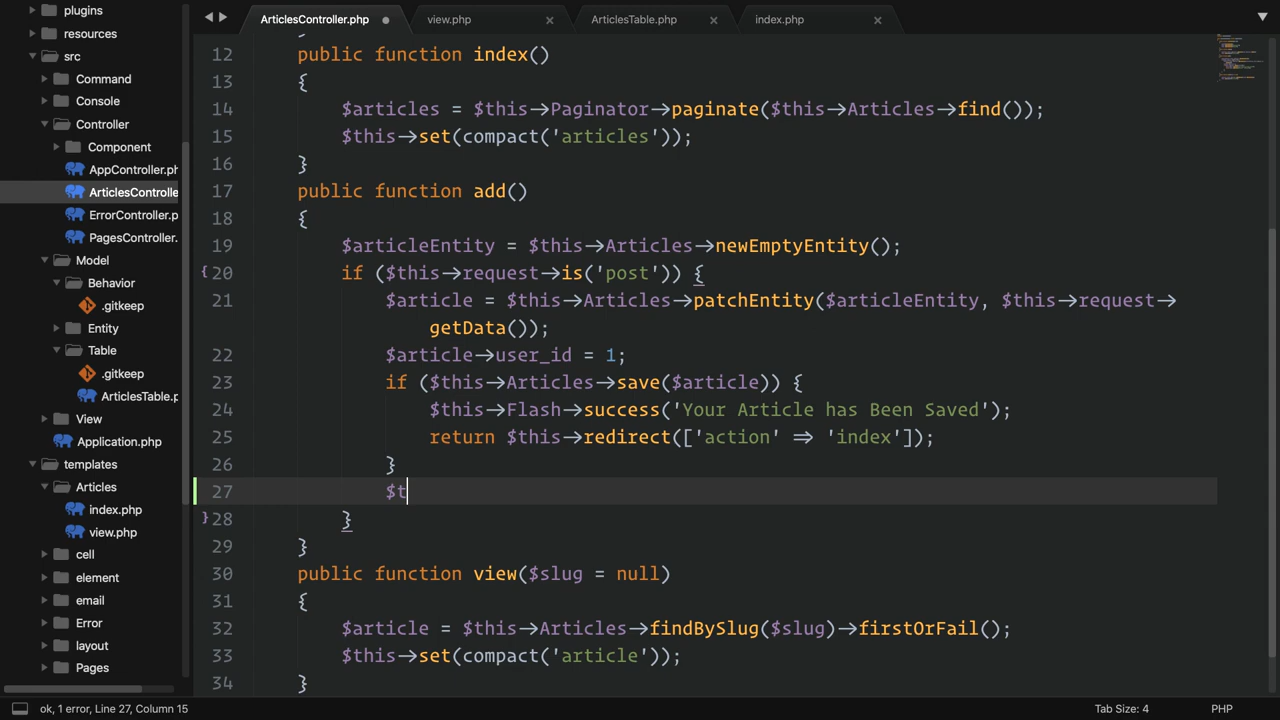 plugins
resources
src
Command
Console
Controller
Component
AppController.ph
ArticlesControlle
ErrorController.p
PagesController.
Model
Behavior
.gitkeep
Entity
Table
.gitkeep
ArticlesTable.p
View
Application.php
templates
Articles
index.php
view.php
cell
element
email
Error
layout
Pages
ArticlesController.php
view.php
ArticlesTable.php
index.php
12 public function index()
13 {
14 $articles = $this->Paginator->paginate($this->Articles->find());
15 $this->set(compact('articles'));
16 }
17 public function add()
18 {
19 $articleEntity = $this->Articles->newEmptyEntity();
20 if ($this->request->is('post')) {
21 $article = $this->Articles->patchEntity($articleEntity, $this->request->
getData());
22 $article->user_id = 1;
23 if ($this->Articles->save($article)) {
24 $this->Flash->success('Your Article has Been Saved');
25 return $this->redirect(['action' => 'index']);
26 }
27 $t
28 }
29 }
30 public function view($slug = null)
31 {
32 $article = $this->Articles->findBySlug($slug)->firstOrFail();
33 $this->set(compact('article'));
34 }
ok, 1 error, Line 27, Column 15
Tab Size: 4
PHP